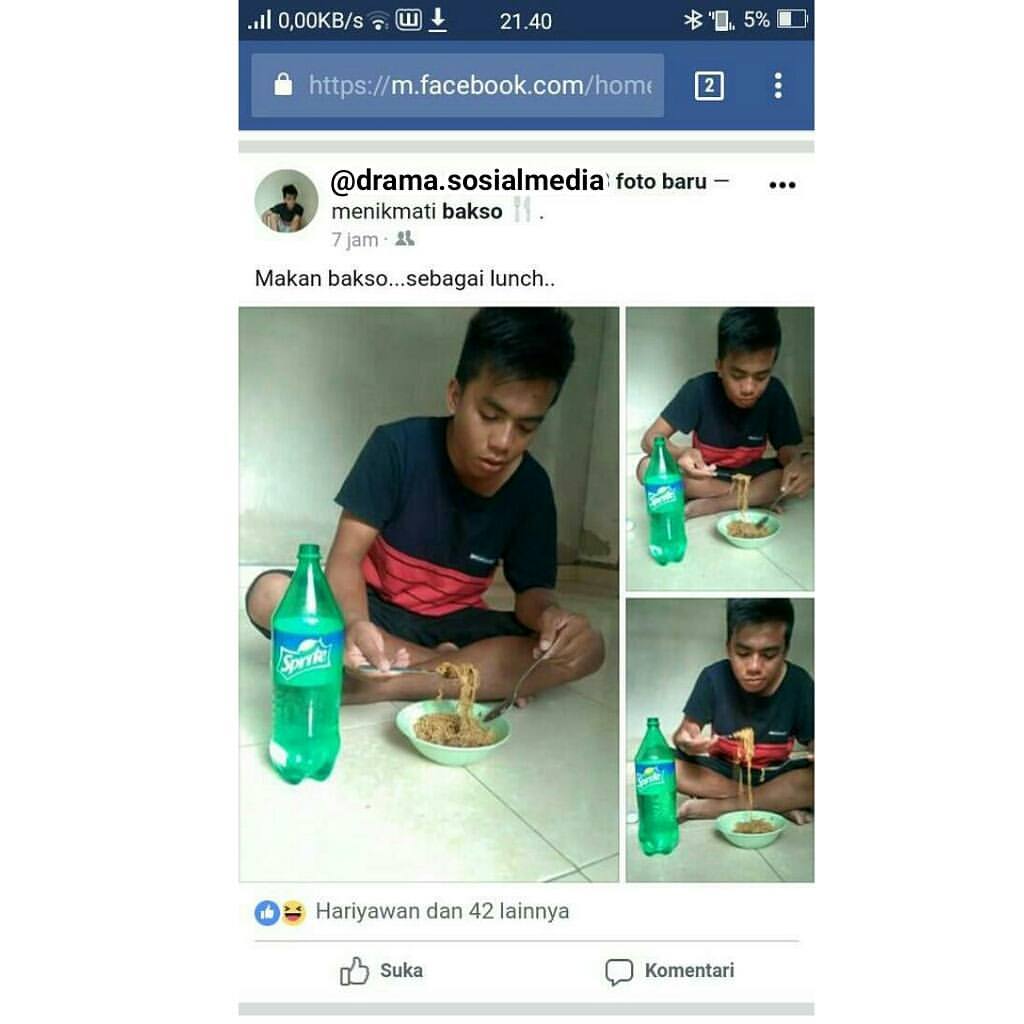 0,00KB/s 21.40 5%
https://m.facebook.com/home 2
@drama.sosialmedia foto baru —
menikmati bakso .
7 jam ·
Makan bakso...sebagai lunch..
Sprite
Sprite
Sprite
Hariyawan dan 42 lainnya
Suka Komentari